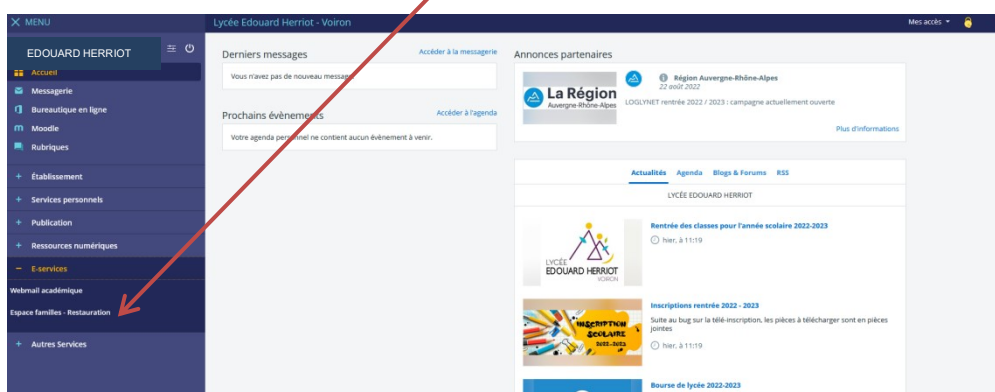 MENU
Lycée Edouard Herriot - Voiron
Mes accès
EDOUARD HERRIOT
Accueil
Messagerie
Bureautique en ligne
Moodle
Rubriques
+ Établissement
+ Services personnels
+ Publication
+ Ressources numériques
− E-services
Webmail académique
Espace familles - Restauration
+ Autres Services
Derniers messages
Accéder à la messagerie
Vous n'avez pas de nouveau message
Prochains évènements
Accéder à l'agenda
Votre agenda personnel ne contient aucun évènement à venir.
Annonces partenaires
La Région
Auvergne-Rhône-Alpes
Région Auvergne-Rhône-Alpes
22 août 2022
LOGLYNET rentrée 2022 / 2023 : campagne actuellement ouverte
Plus d'informations
Actualités Agenda Blogs & Forums RSS
LYCÉE EDOUARD HERRIOT
LYCÉE
EDOUARD HERRIOT
VOIRON
Rentrée des classes pour l'année scolaire 2022-2023
hier, à 11:19
INSCRIPTION
SCOLAIRE
2022-2023
Inscriptions rentrée 2022 - 2023
Suite au bug sur la télé-inscription, les pièces à télécharger sont en pièces
jointes
hier, à 11:19
Bourse de lycée 2022-2023